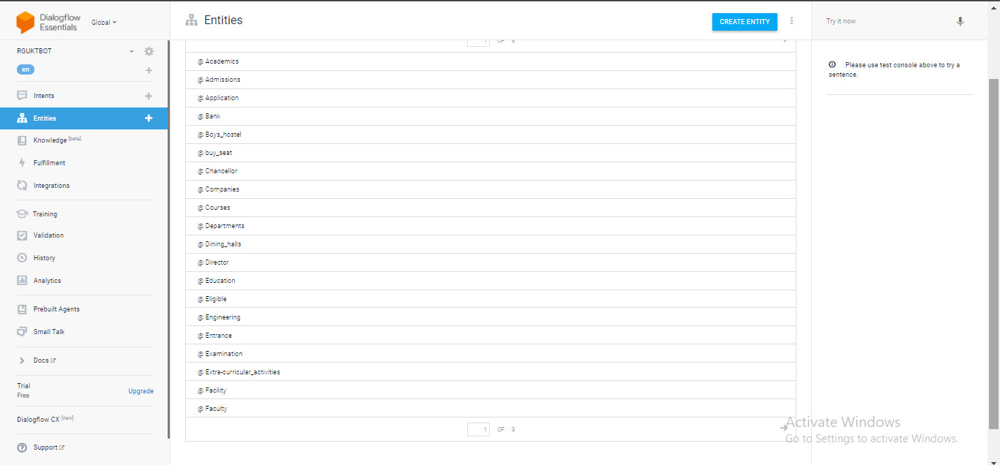 Dialogflow
Essentials
Global
RGUKTBOT
en
Intents
Entities
Knowledge [beta]
Fulfillment
Integrations
Training
Validation
History
Analytics
Prebuilt Agents
Small Talk
Docs
Trial
Free
Upgrade
Dialogflow CX [new]
Support
Entities
CREATE ENTITY
1 OF 3
@ Academics
@ Admissions
@ Application
@ Bank
@ Boys_hostel
@ buy_seat
@ Chancellor
@ Companies
@ Courses
@ Departments
@ Dining_halls
@ Director
@ Education
@ Eligible
@ Engineering
@ Entrance
@ Examination
@ Extra-curricular_activities
@ Facility
@ Faculty
1 OF 3
Try it now
Please use test console above to try a
sentence.
Activate Windows
Go to Settings to activate Windows.